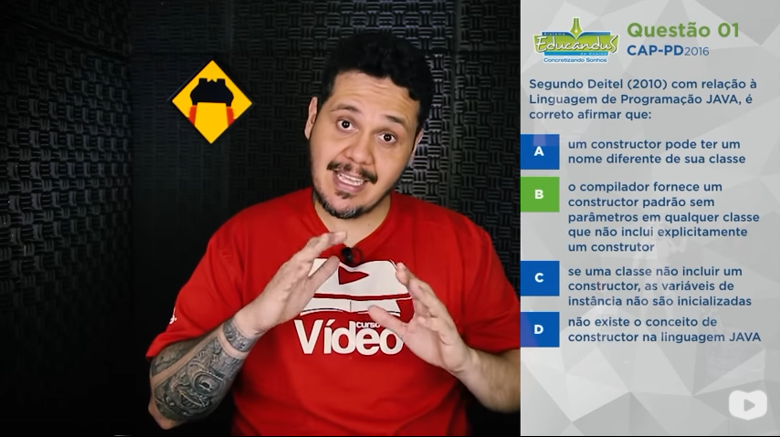 Educandus
Concretizando Sonhos
Questão 01
CAP-PD2016
Segundo Deitel (2010) com relação à
Linguagem de Programação JAVA, é
correto afirmar que:
A
um constructor pode ter um
nome diferente de sua classe
B
o compilador fornece um
constructor padrão sem
parâmetros em qualquer classe
que não inclui explicitamente
um construtor
C
se uma classe não incluir um
constructor, as variáveis de
instância não são inicializadas
D
não existe o conceito de
constructor na linguagem JAVA
curso
Vídeo